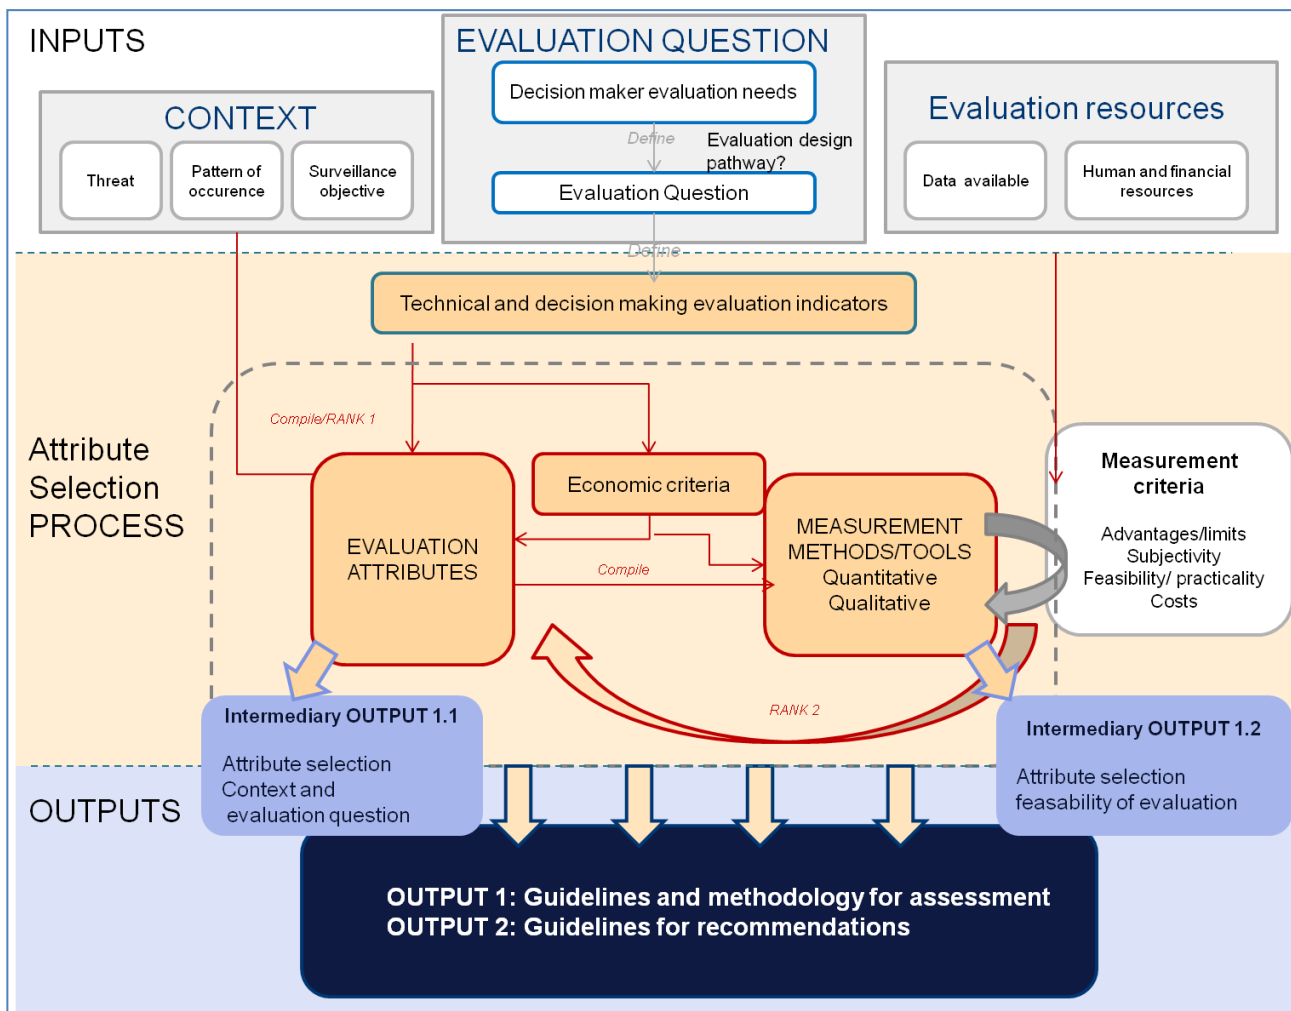 INPUTS
EVALUATION QUESTION
Decision maker evaluation needs
Define
Evaluation design
pathway?
Evaluation Question
Define
CONTEXT
Threat
Pattern of
occurence
Surveillance
objective
Evaluation resources
Data available
Human and financial
resources
Technical and decision making evaluation indicators
Attribute
Selection
PROCESS
Compile/RANK 1
Economic criteria
EVALUATION
ATTRIBUTES
Compile
MEASUREMENT
METHODS/TOOLS
Quantitative
Qualitative
Measurement
criteria
Advantages/limits
Subjectivity
Feasibility/ practicality
Costs
RANK 2
Intermediary OUTPUT 1.1
Attribute selection
Context and
evaluation question
Intermediary OUTPUT 1.2
Attribute selection
feasability of evaluation
OUTPUTS
OUTPUT 1: Guidelines and methodology for assessment
OUTPUT 2: Guidelines for recommendations